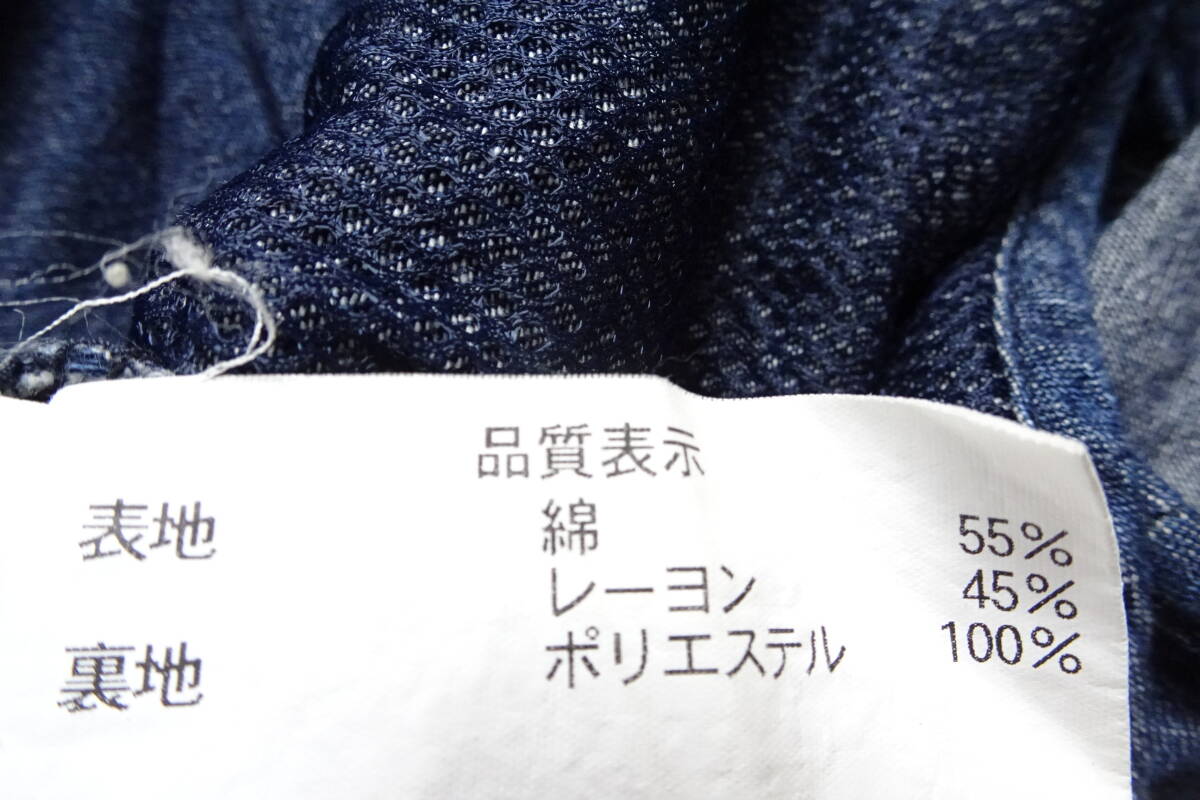 品質表示
表地 綿 55%
レーヨン 45%
裏地 ポリエステル 100%